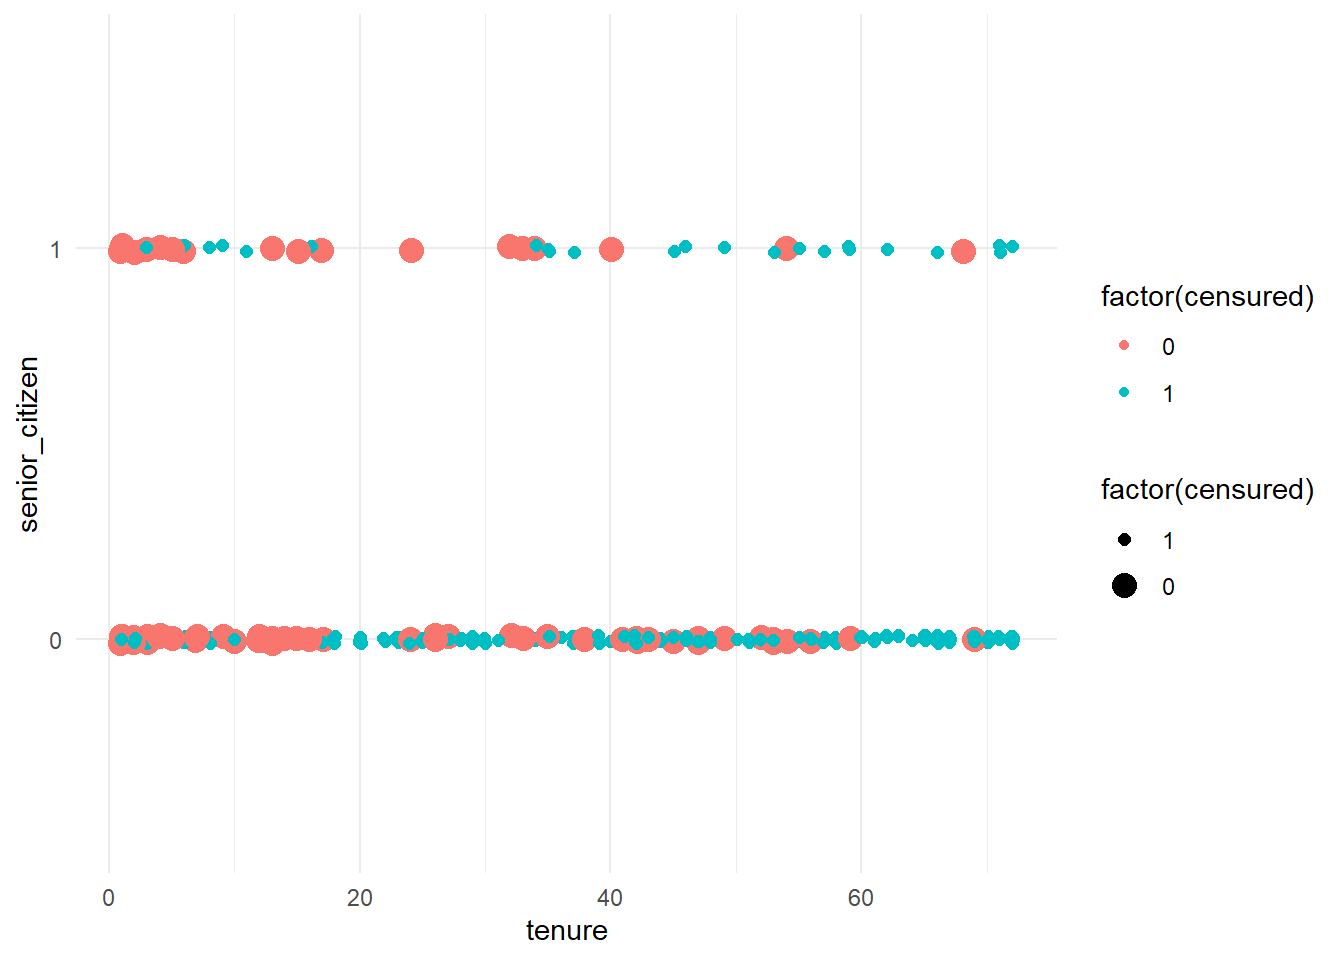 senior_citizen
1
0
0
20
40
60
tenure
factor(censured)
0
1
factor(censured)
1
0